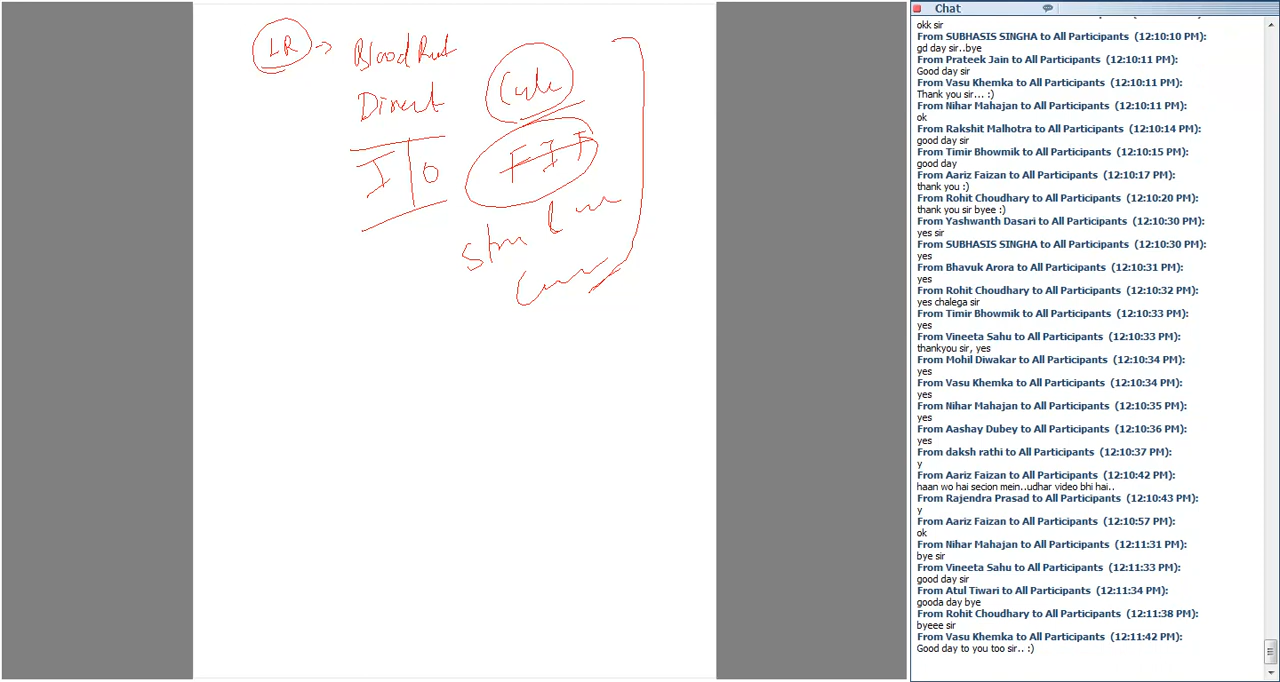 LR → Blood Rel
Direct
Cube
I | O
FIF
Chat
okk sir
From SUBHASIS SINGHA to All Participants (12:10:10 PM):
gd day sir..bye
From Prateek Jain to All Participants (12:10:11 PM):
Good day sir
From Vasu Khemka to All Participants (12:10:11 PM):
Thank you sir... :)
From Nihar Mahajan to All Participants (12:10:11 PM):
ok
From Rakshit Malhotra to All Participants (12:10:14 PM):
good day sir
From Timir Bhowmik to All Participants (12:10:15 PM):
good day
From Aariz Faizan to All Participants (12:10:17 PM):
thank you :)
From Rohit Choudhary to All Participants (12:10:20 PM):
thank you sir byee :)
From Yashwanth Dasari to All Participants (12:10:30 PM):
yes sir
From SUBHASIS SINGHA to All Participants (12:10:30 PM):
yes
From Bhavuk Arora to All Participants (12:10:31 PM):
yes
From Rohit Choudhary to All Participants (12:10:32 PM):
yes chalega sir
From Timir Bhowmik to All Participants (12:10:33 PM):
yes
From Vineeta Sahu to All Participants (12:10:33 PM):
thankyou sir, yes
From Mohil Diwakar to All Participants (12:10:34 PM):
yes
From Vasu Khemka to All Participants (12:10:34 PM):
yes
From Nihar Mahajan to All Participants (12:10:35 PM):
yes
From Aashay Dubey to All Participants (12:10:36 PM):
yes
From daksh rathi to All Participants (12:10:37 PM):
y
From Aariz Faizan to All Participants (12:10:42 PM):
haan wo hai secion mein..udhar video bhi hai..
From Rajendra Prasad to All Participants (12:10:43 PM):
y
From Aariz Faizan to All Participants (12:10:57 PM):
ok
From Nihar Mahajan to All Participants (12:11:31 PM):
bye sir
From Vineeta Sahu to All Participants (12:11:33 PM):
good day sir
From Atul Tiwari to All Participants (12:11:34 PM):
gooda day bye
From Rohit Choudhary to All Participants (12:11:38 PM):
byeee sir
From Vasu Khemka to All Participants (12:11:42 PM):
Good day to you too sir.. :)